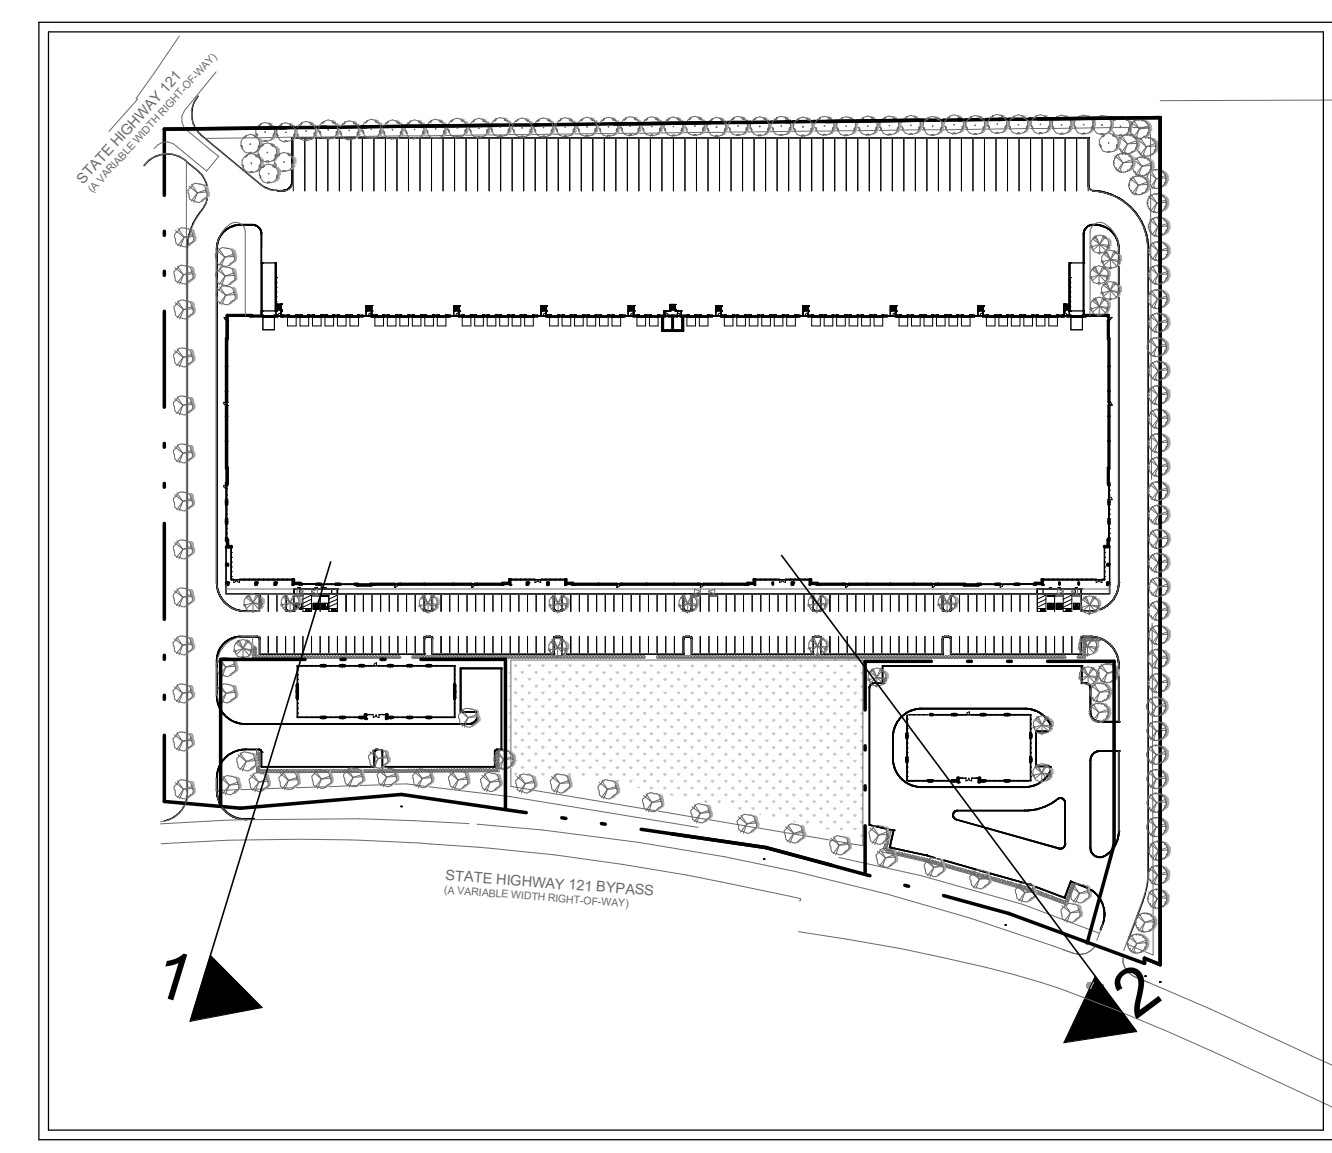 STATE HIGHWAY 121
(A VARIABLE WIDTH RIGHT-OF-WAY)
STATE HIGHWAY 121 BYPASS
(A VARIABLE WIDTH RIGHT-OF-WAY)
1
2